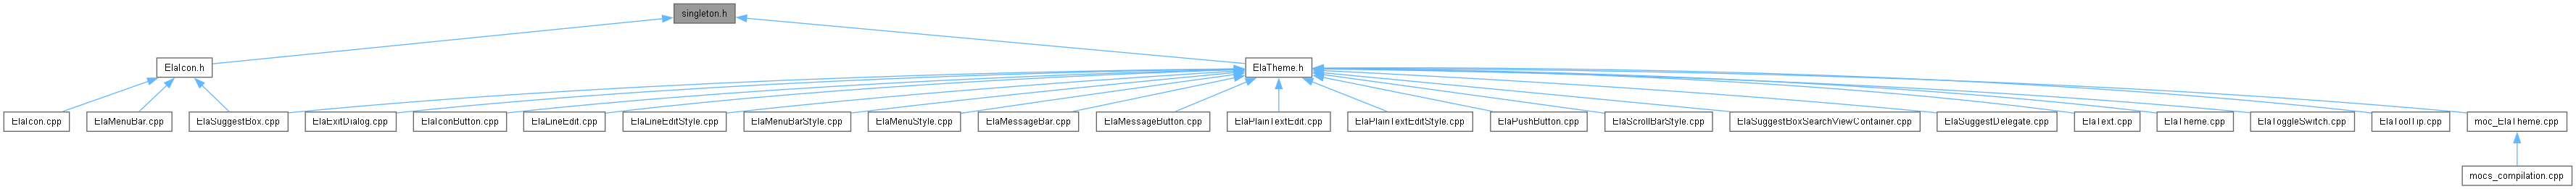 singleton.h
ElaIcon.h
ElaTheme.h
ElaIcon.cpp
ElaMenuBar.cpp
ElaSuggestBox.cpp
ElaExitDialog.cpp
ElaIconButton.cpp
ElaLineEdit.cpp
ElaLineEditStyle.cpp
ElaMenuBarStyle.cpp
ElaMenuStyle.cpp
ElaMessageBar.cpp
ElaMessageButton.cpp
ElaPlainTextEdit.cpp
ElaPlainTextEditStyle.cpp
ElaPushButton.cpp
ElaScrollBarStyle.cpp
ElaSuggestBoxSearchViewContainer.cpp
ElaSuggestDelegate.cpp
ElaText.cpp
ElaTheme.cpp
ElaToggleSwitch.cpp
ElaToolTip.cpp
moc_ElaTheme.cpp
mocs_compilation.cpp